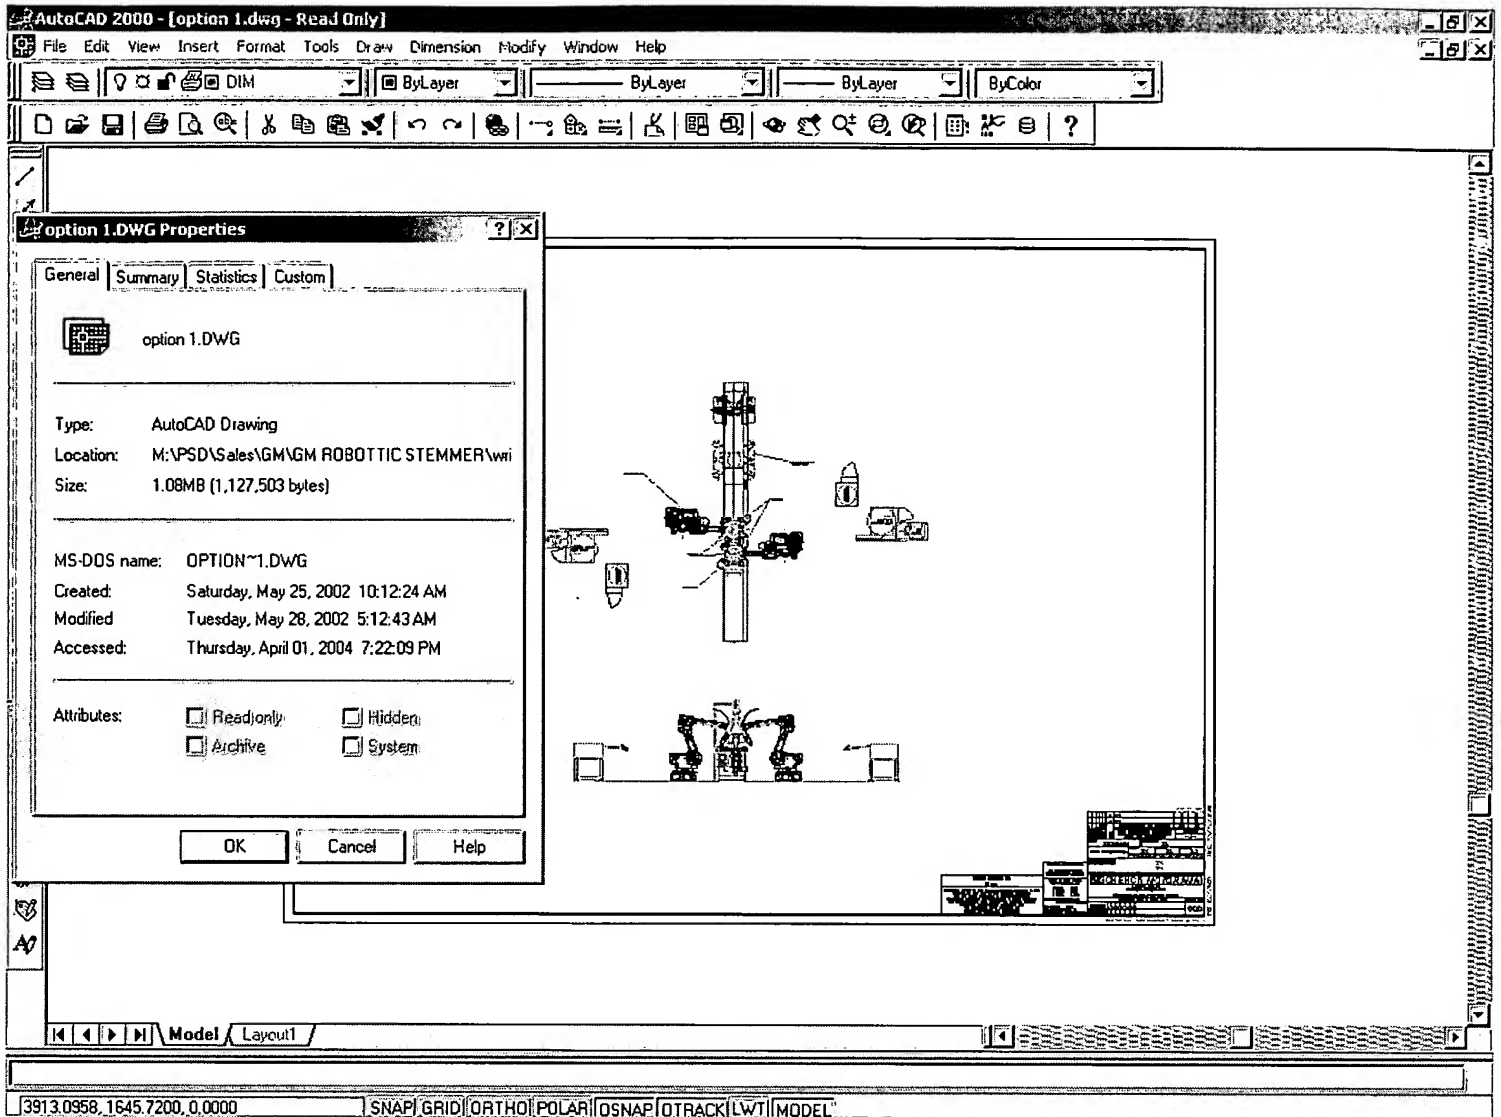 AutoCAD 2000 - [option 1.dwg - Read Only]
File Edit View Insert Format Tools Draw Dimension Modify Window Help
DIM ByLayer ByLayer ByLayer ByColor
option 1.DWG Properties
General Summary Statistics Custom
option 1.DWG
Type: AutoCAD Drawing
Location: M:\PSD\Sales\GM\GM ROBOTTIC STEMMER\wri
Size: 1.08MB (1,127,503 bytes)
MS-DOS name: OPTION~1.DWG
Created: Saturday, May 25, 2002 10:12:24 AM
Modified Tuesday, May 28, 2002 5:12:43 AM
Accessed: Thursday, April 01, 2004 7:22:09 PM
Attributes: Read-only Hidden
Archive System
OK Cancel Help
Model Layout1
3913.0958, 1645.7200, 0.0000 SNAP GRID ORTHO POLAR OSNAP OTRACK LWT MODEL